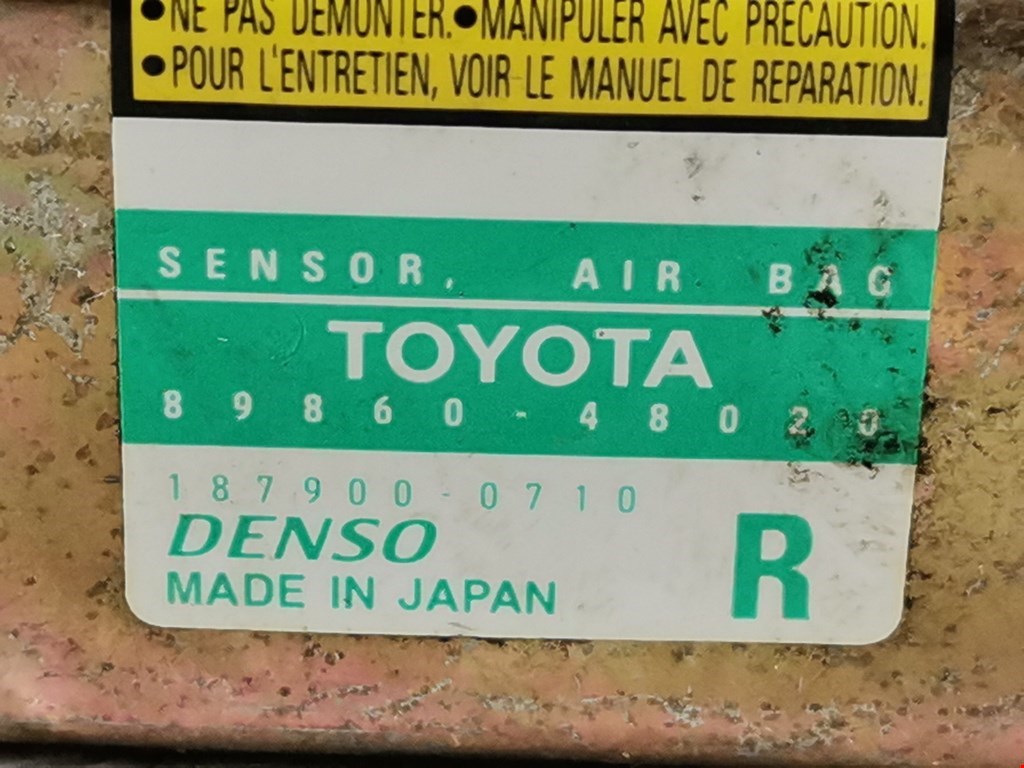 •NE PAS DEMONTER. •MANIPULER AVEC PRECAUTION.
•POUR L'ENTRETIEN, VOIR LE MANUEL DE REPARATION.
SENSOR, AIR BAG
TOYOTA
89860-48020
187900-0710
DENSO
MADE IN JAPAN
R